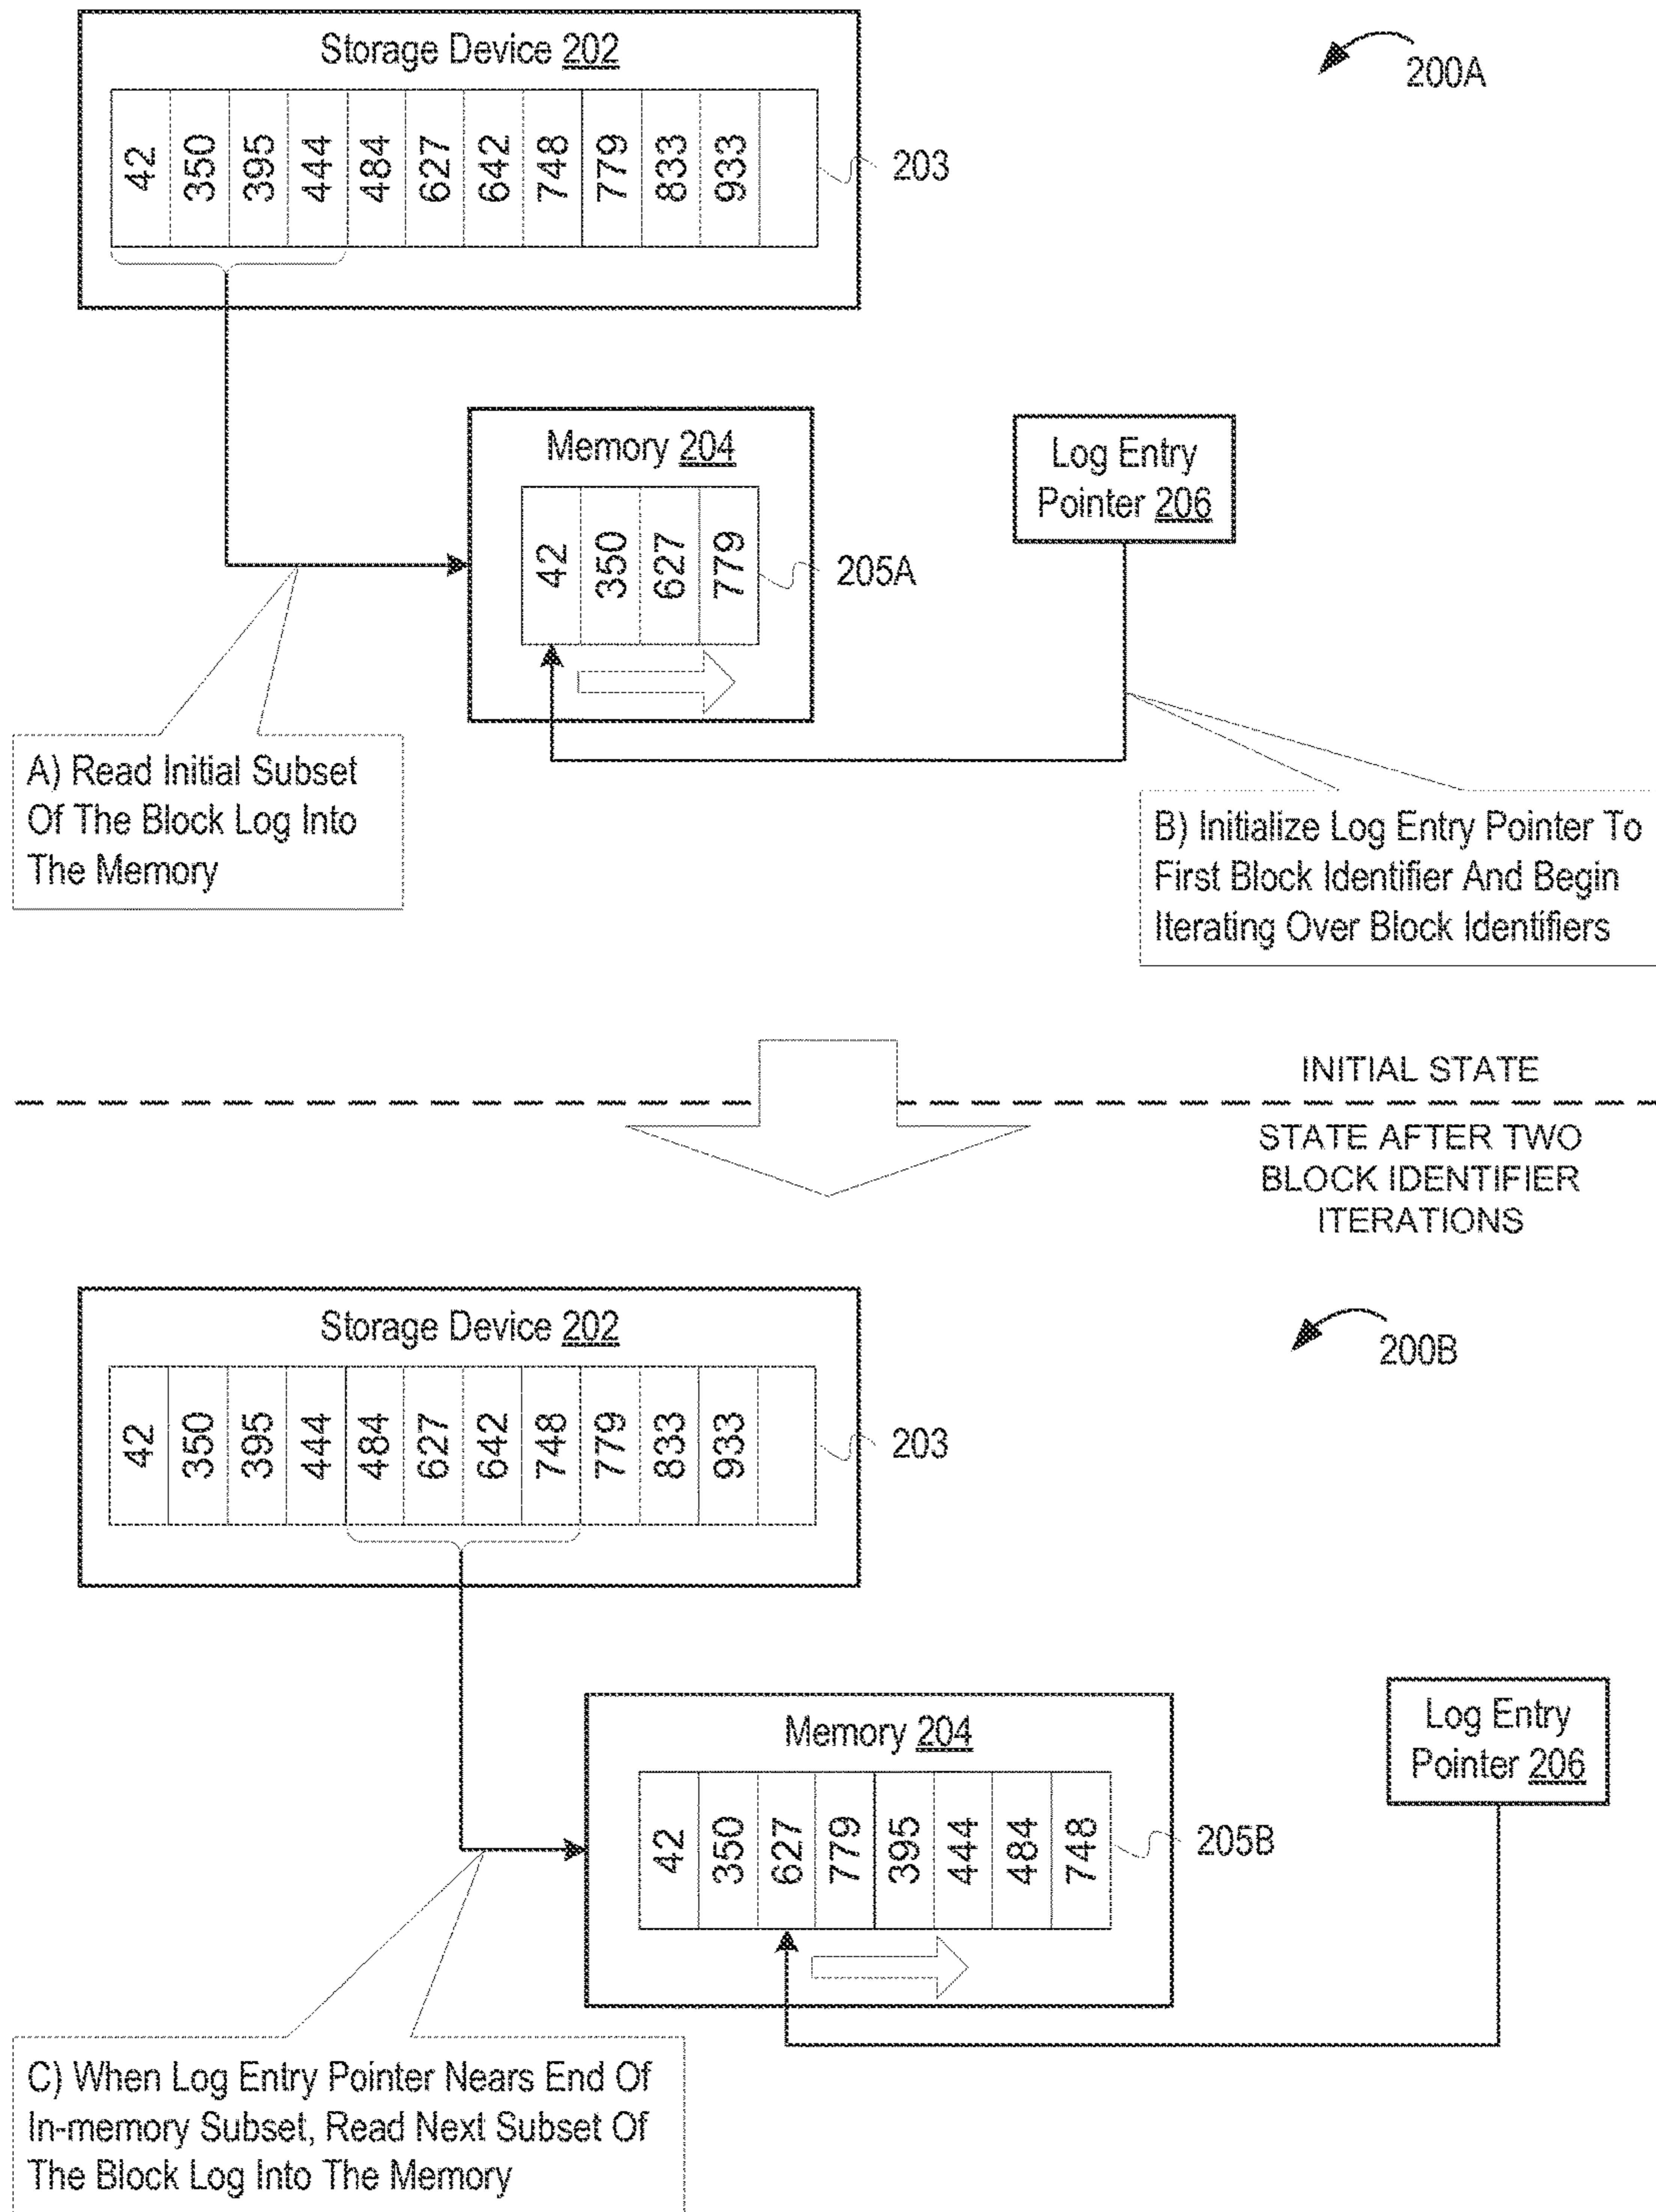 Storage Device 202
200A
42 350 395 444 484 627 642 748 779 833 933
203
Memory 204
Log Entry
Pointer 206
42 350 627 779
205A
A) Read Initial Subset
Of The Block Log Into
The Memory
B) Initialize Log Entry Pointer To
First Block Identifier And Begin
Iterating Over Block Identifiers
INITIAL STATE
STATE AFTER TWO
BLOCK IDENTIFIER
ITERATIONS
Storage Device 202
200B
42 350 395 444 484 627 642 748 779 833 933
203
Memory 204
Log Entry
Pointer 206
42 350 627 779 395 444 484 748
205B
C) When Log Entry Pointer Nears End Of
In-memory Subset, Read Next Subset Of
The Block Log Into The Memory